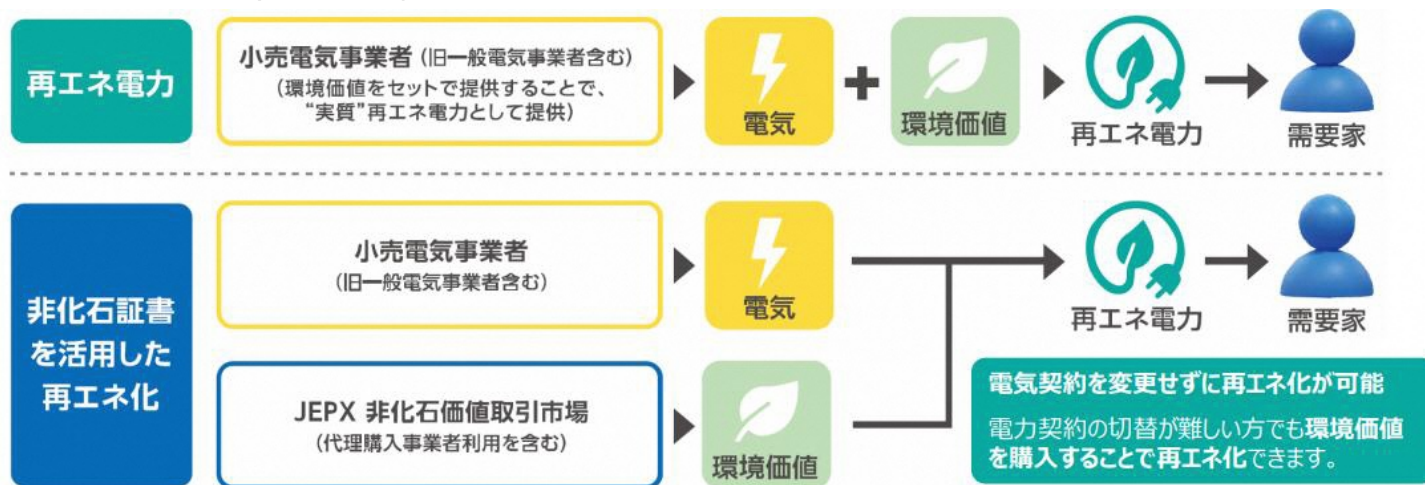 再エネ電力
小売電気事業者（旧一般電気事業者含む）
（環境価値をセットで提供することで、
“実質”再エネ電力として提供）
電気
環境価値
再エネ電力
需要家
非化石証書
を活用した
再エネ化
小売電気事業者
（旧一般電気事業者含む）
電気
再エネ電力
需要家
JEPX 非化石価値取引市場
（代理購入事業者利用を含む）
環境価値
電気契約を変更せずに再エネ化が可能
電力契約の切替が難しい方でも環境価値
を購入することで再エネ化できます。